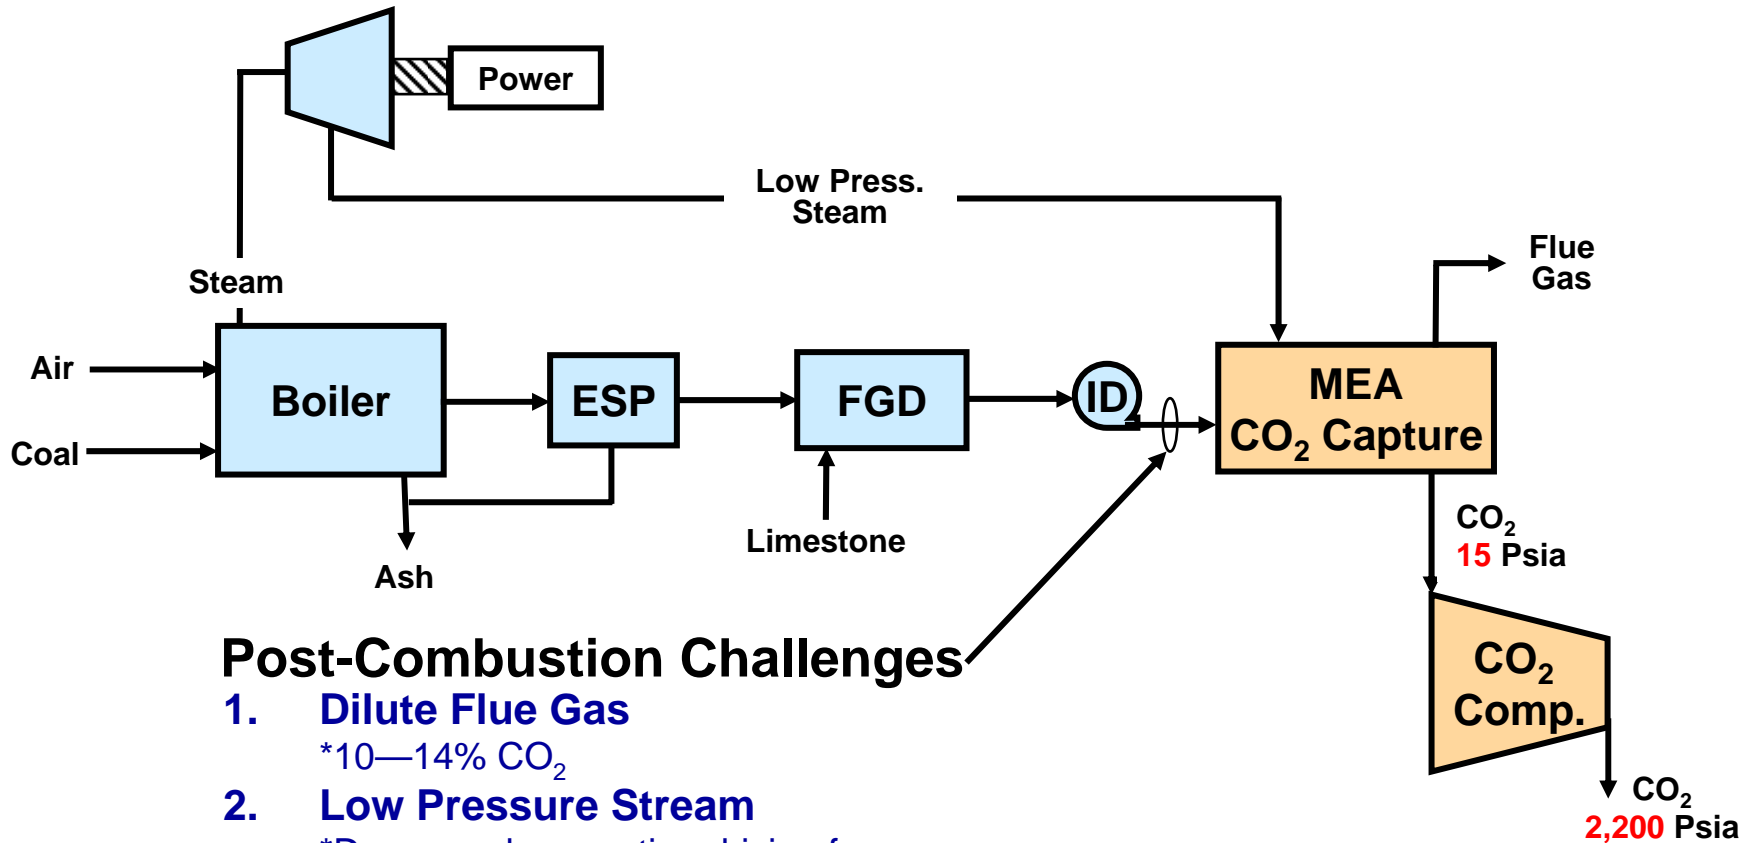 Power
Low Press.
Steam
Flue
Gas
Steam
Air
Boiler
ESP
FGD
ID
MEA
CO2 Capture
Coal
Limestone
Ash
CO2
15 Psia
Post-Combustion Challenges
CO2
Comp.
1. Dilute Flue Gas
*10—14% CO2
2. Low Pressure Stream
CO2
2,200 Psia